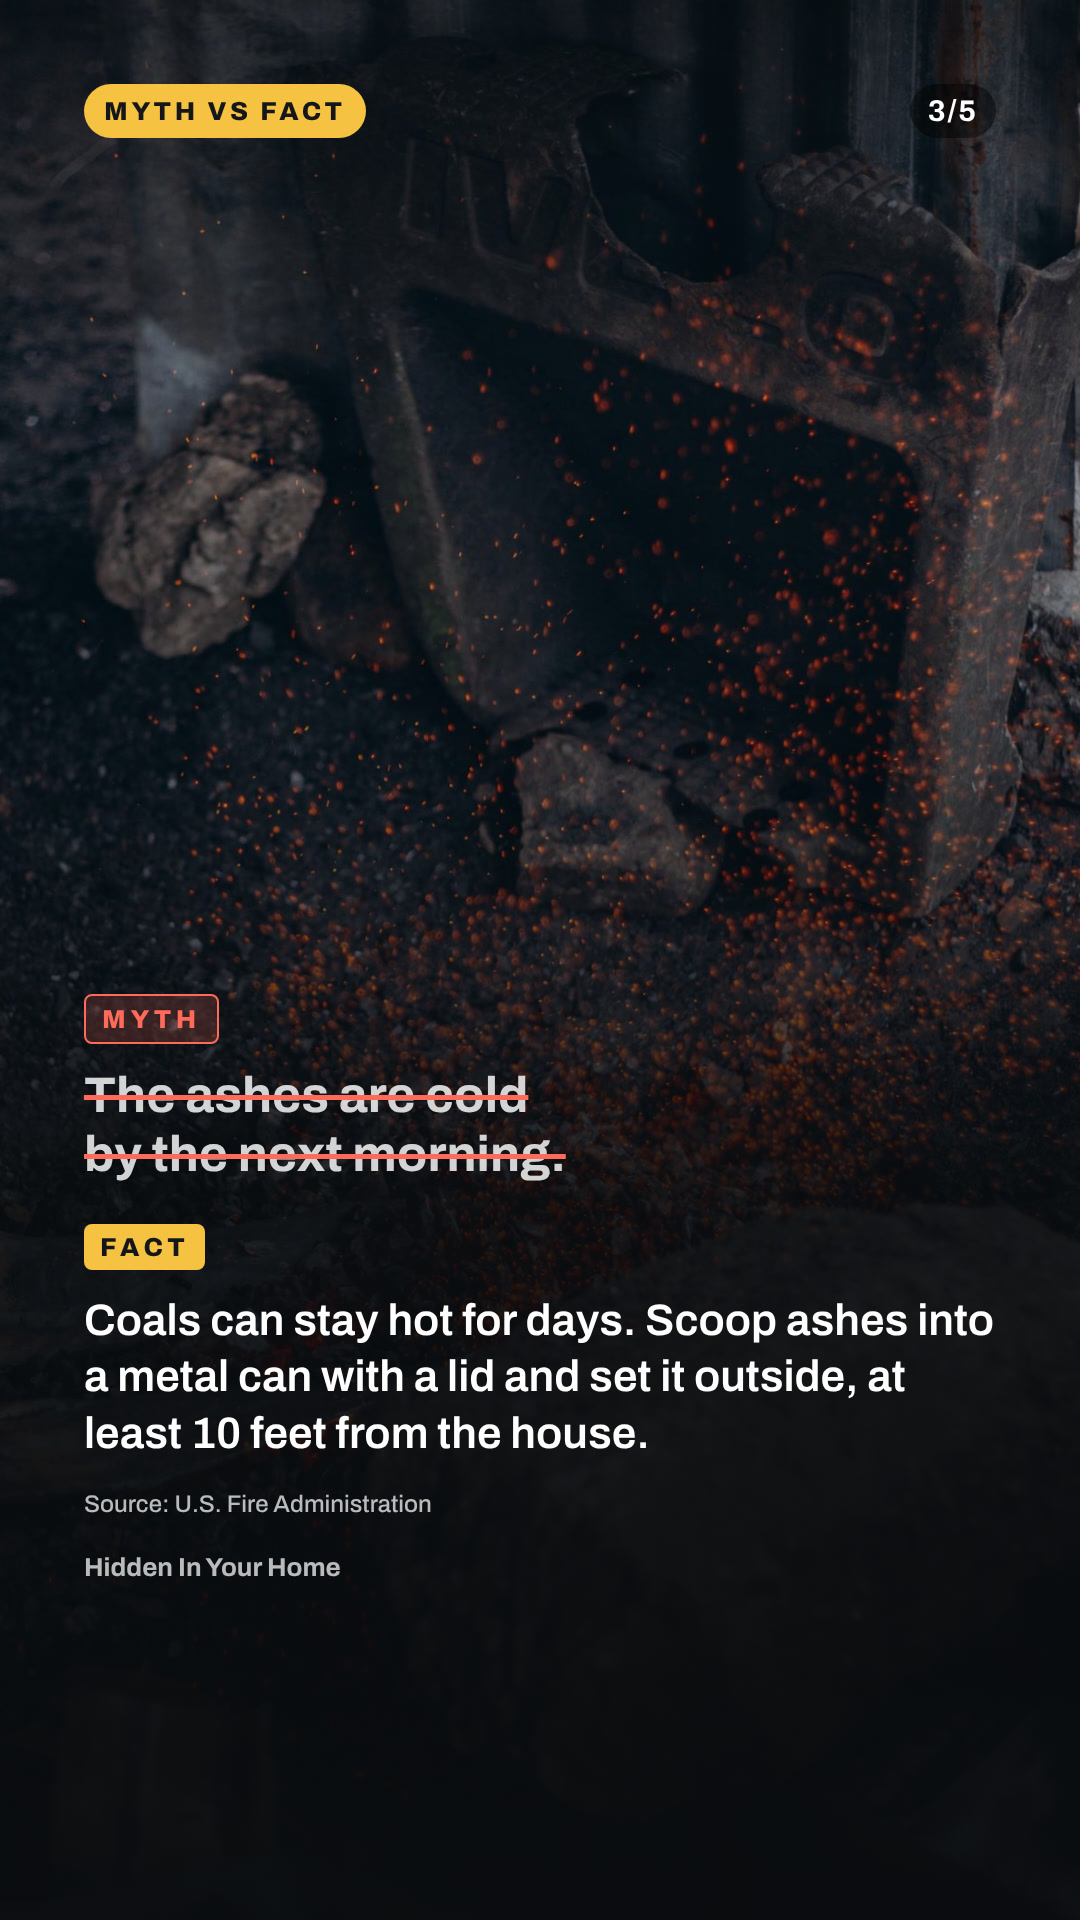 MYTH VS FACT
3/5
MYTH
The ashes are cold
by the next morning.
FACT
Coals can stay hot for days. Scoop ashes into
a metal can with a lid and set it outside, at
least 10 feet from the house.
Source: U.S. Fire Administration
Hidden In Your Home